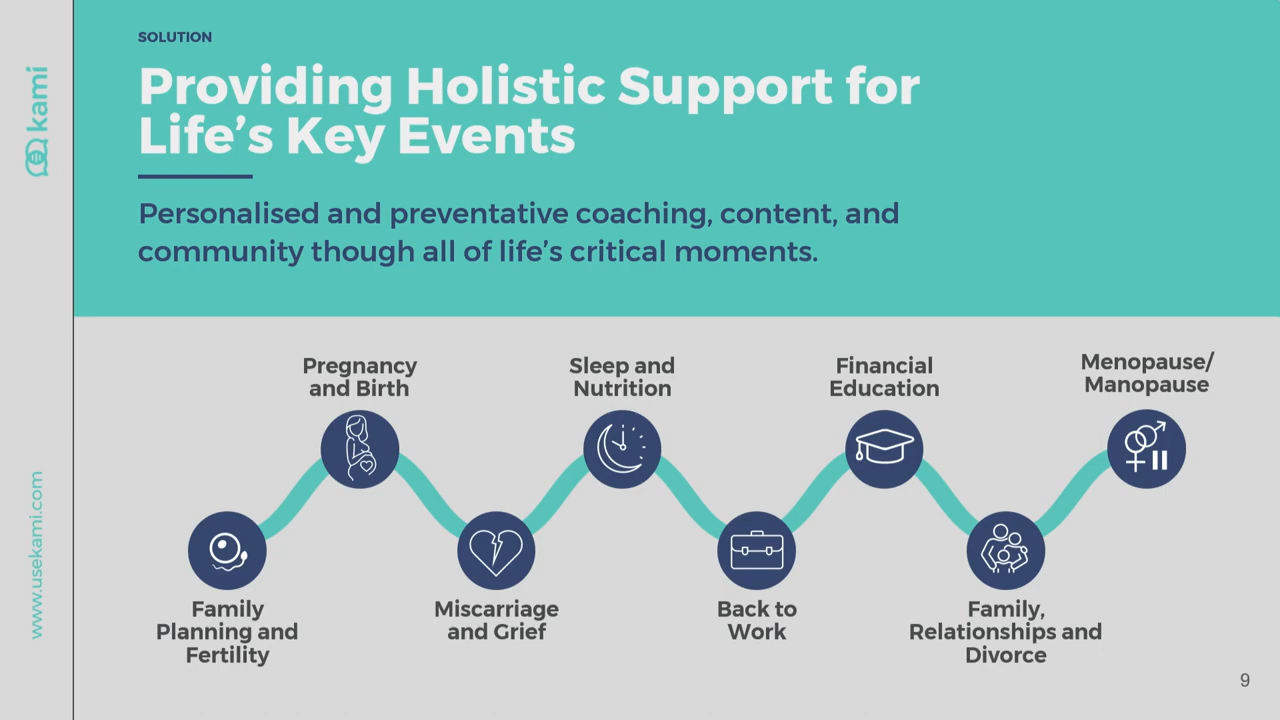 SOLUTION
Providing Holistic Support for
Life's Key Events
Personalised and preventative coaching, content, and
community though all of life's critical moments.
kami
www.usekami.com
Pregnancy
and Birth
Sleep and
Nutrition
Financial
Education
Menopause/
Manopause
Family
Planning and
Fertility
Miscarriage
and Grief
Back to
Work
Family,
Relationships and
Divorce
9